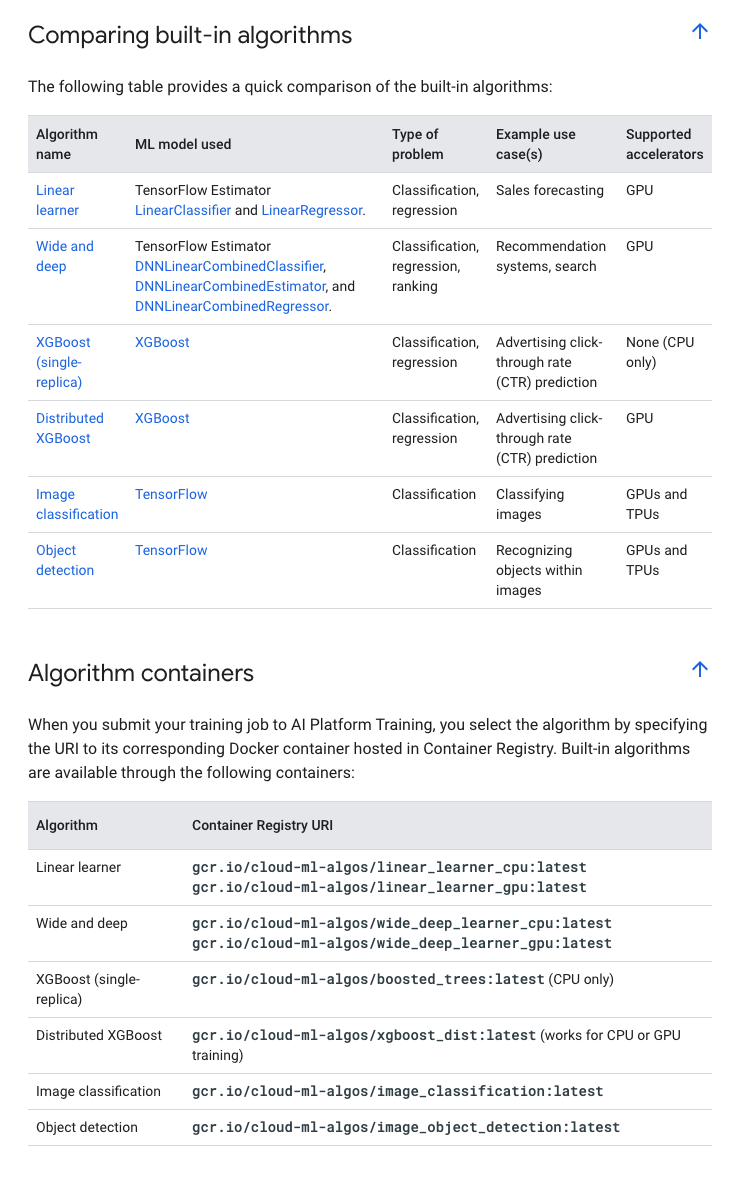 Comparing built-in algorithms
The following table provides a quick comparison of the built-in algorithms:
Algorithm name
ML model used
Type of problem
Example use case(s)
Supported accelerators
Linear learner
TensorFlow Estimator
LinearClassifier and LinearRegressor.
Classification, regression
Sales forecasting
GPU
Wide and deep
TensorFlow Estimator
DNNLinearCombinedClassifier,
DNNLinearCombinedEstimator, and
DNNLinearCombinedRegressor.
Classification, regression, ranking
Recommendation systems, search
GPU
XGBoost (single-replica)
XGBoost
Classification, regression
Advertising click-through rate (CTR) prediction
None (CPU only)
Distributed XGBoost
XGBoost
Classification, regression
Advertising click-through rate (CTR) prediction
GPU
Image classification
TensorFlow
Classification
Classifying images
GPUs and TPUs
Object detection
TensorFlow
Classification
Recognizing objects within images
GPUs and TPUs
Algorithm containers
When you submit your training job to AI Platform Training, you select the algorithm by specifying
the URI to its corresponding Docker container hosted in Container Registry. Built-in algorithms
are available through the following containers:
Algorithm
Container Registry URI
Linear learner
gcr.io/cloud-ml-algos/linear_learner_cpu:latest
gcr.io/cloud-ml-algos/linear_learner_gpu:latest
Wide and deep
gcr.io/cloud-ml-algos/wide_deep_learner_cpu:latest
gcr.io/cloud-ml-algos/wide_deep_learner_gpu:latest
XGBoost (single-replica)
gcr.io/cloud-ml-algos/boosted_trees:latest (CPU only)
Distributed XGBoost
gcr.io/cloud-ml-algos/xgboost_dist:latest (works for CPU or GPU
training)
Image classification
gcr.io/cloud-ml-algos/image_classification:latest
Object detection
gcr.io/cloud-ml-algos/image_object_detection:latest